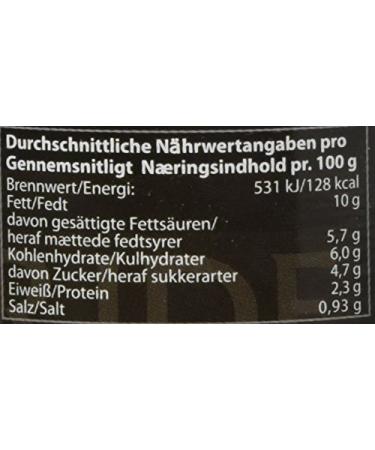 Durchschnittliche Nährwertangaben pro
Gennemsnitligt Næringsindhold pr. 100 g
Brennwert/Energi: 531 kJ/128 kcal
Fett/Fedt 10 g
davon gesättigte Fettsäuren/
heraf mættede fedtsyrer 5,7 g
Kohlenhydrate/Kulhydrater 6,0 g
davon Zucker/heraf sukkerarter 4,7 g
Eiweiß/Protein 2,3 g
Salz/Salt 0,93 g